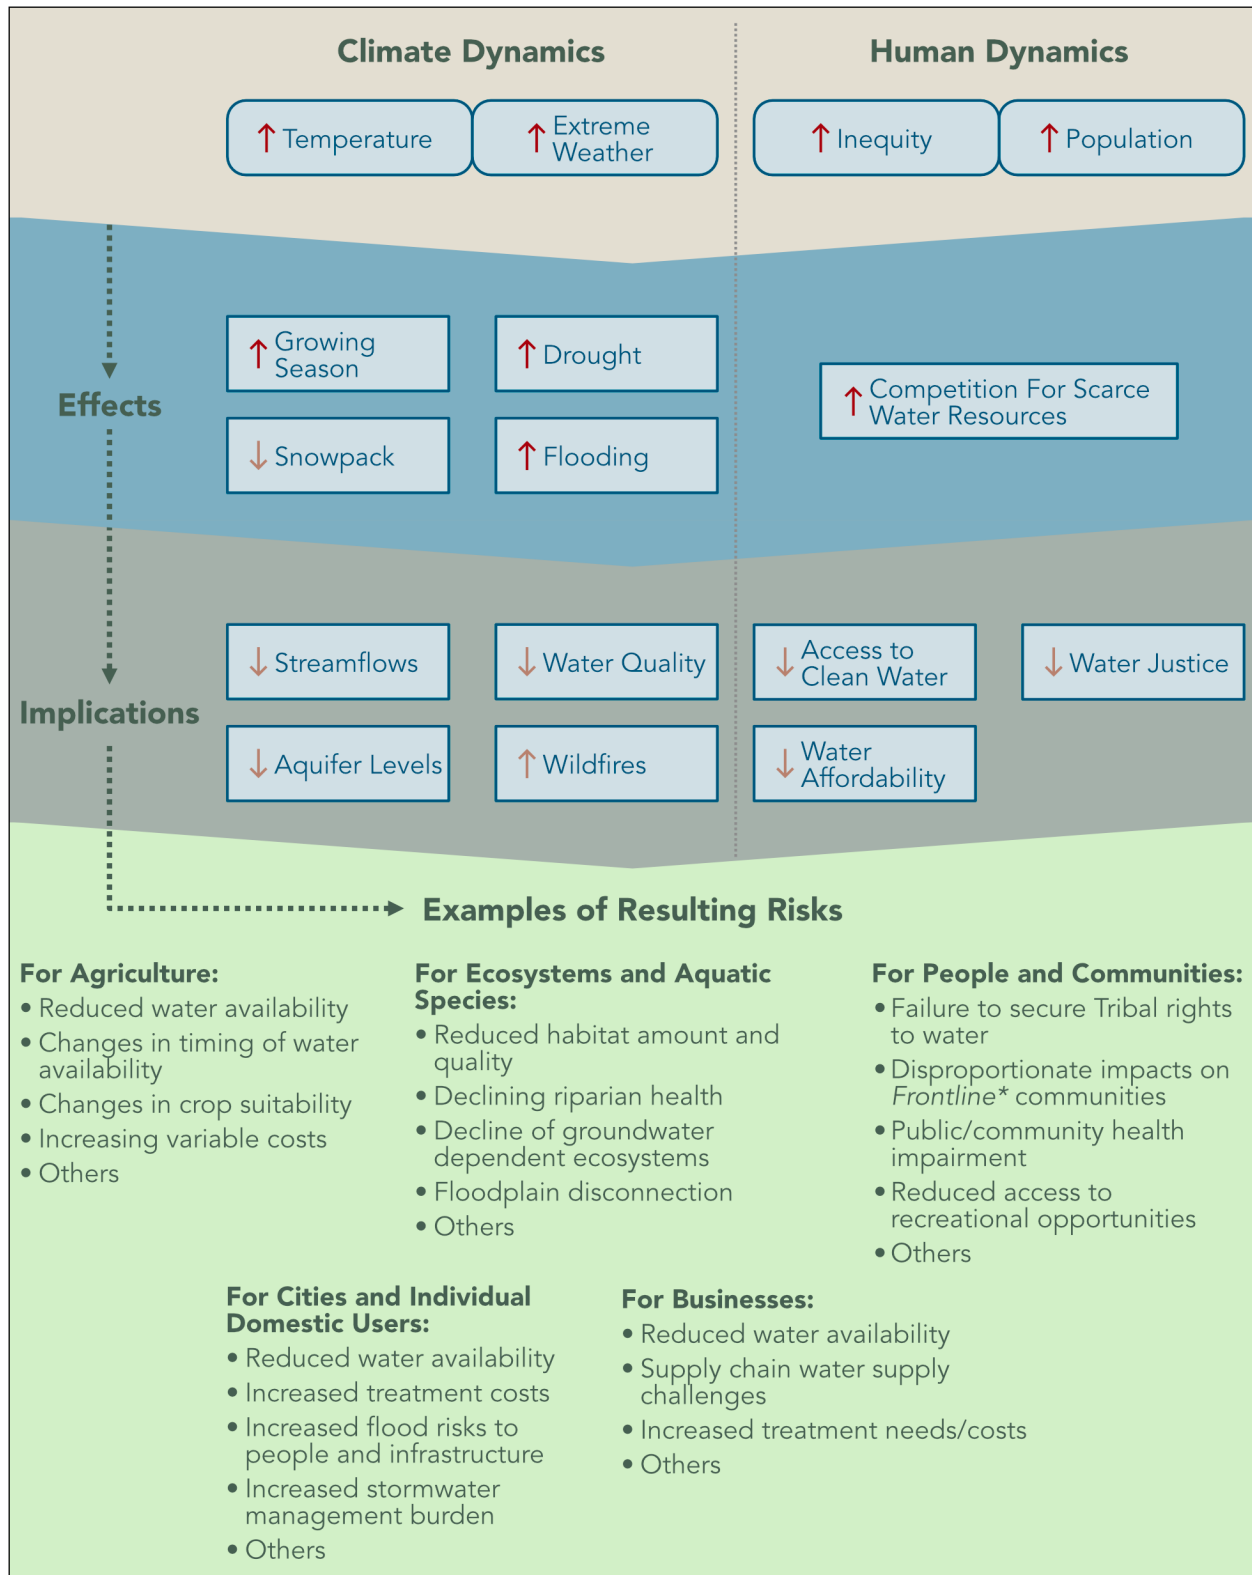 Climate Dynamics
Human Dynamics
↑ Temperature
↑ Extreme
Weather
↑ Inequity
↑ Population
Effects
↑ Growing
Season
↑ Drought
↓ Snowpack
↑ Flooding
↑ Competition For Scarce
Water Resources
Implications
↓ Streamflows
↓ Water Quality
↓ Aquifer Levels
↑ Wildfires
↓ Access to
Clean Water
↓ Water Justice
↓ Water
Affordability
Examples of Resulting Risks
For Agriculture:
• Reduced water availability
• Changes in timing of water
availability
• Changes in crop suitability
• Increasing variable costs
• Others
For Ecosystems and Aquatic
Species:
• Reduced habitat amount and
quality
• Declining riparian health
• Decline of groundwater
dependent ecosystems
• Floodplain disconnection
• Others
For People and Communities:
• Failure to secure Tribal rights
to water
• Disproportionate impacts on
Frontline* communities
• Public/community health
impairment
• Reduced access to
recreational opportunities
• Others
For Cities and Individual
Domestic Users:
• Reduced water availability
• Increased treatment costs
• Increased flood risks to
people and infrastructure
• Increased stormwater
management burden
• Others
For Businesses:
• Reduced water availability
• Supply chain water supply
challenges
• Increased treatment needs/costs
• Others